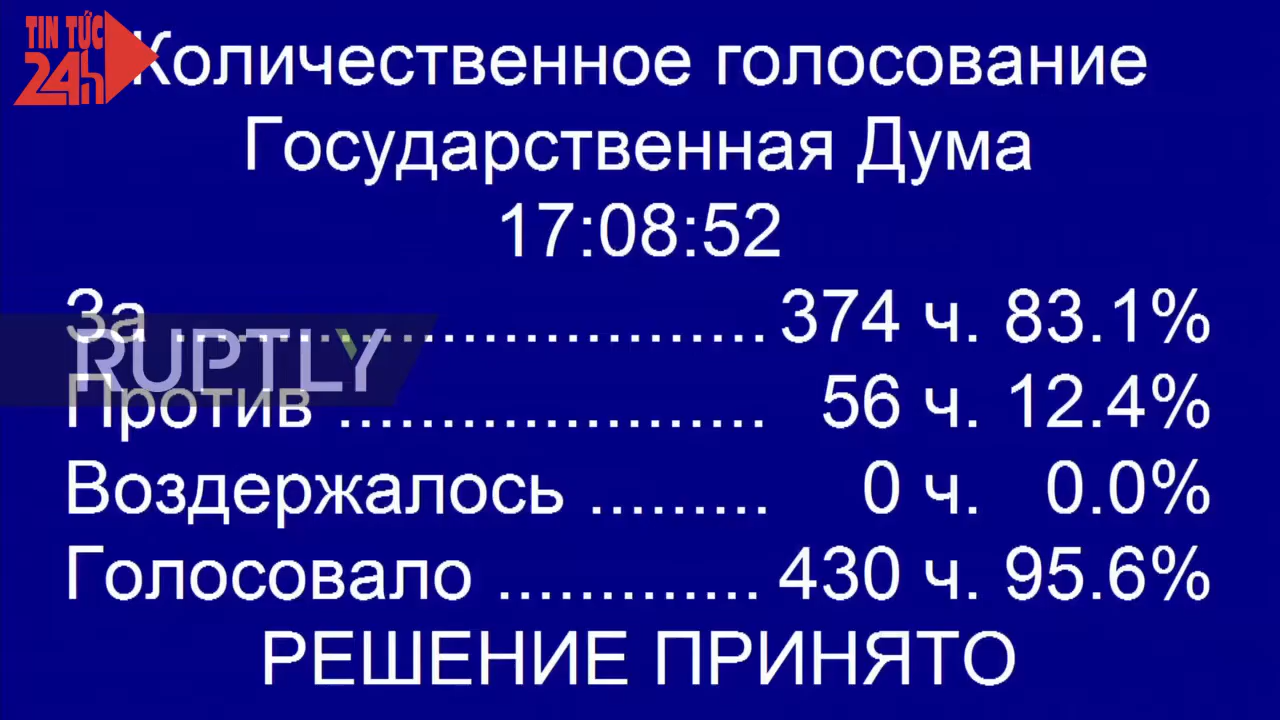 TIN TỨC
24h
Количественное голосование
Государственная Дума
17:08:52
За ............................ 374 ч. 83.1%
RUPTLY
Против ..................... 56 ч. 12.4%
Воздержалось ......... 0 ч. 0.0%
Голосовало ............. 430 ч. 95.6%
РЕШЕНИЕ ПРИНЯТО